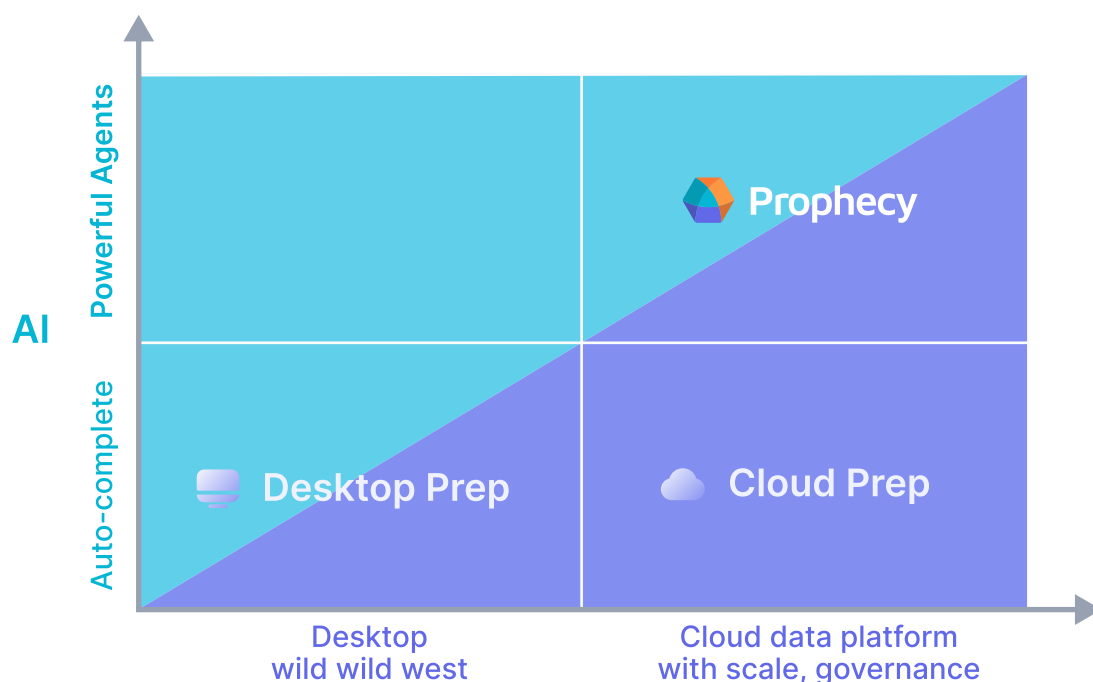 Powerful Agents
Prophecy
AI
Auto-complete
Desktop Prep
Cloud Prep
Desktop
wild wild west
Cloud data platform
with scale, governance